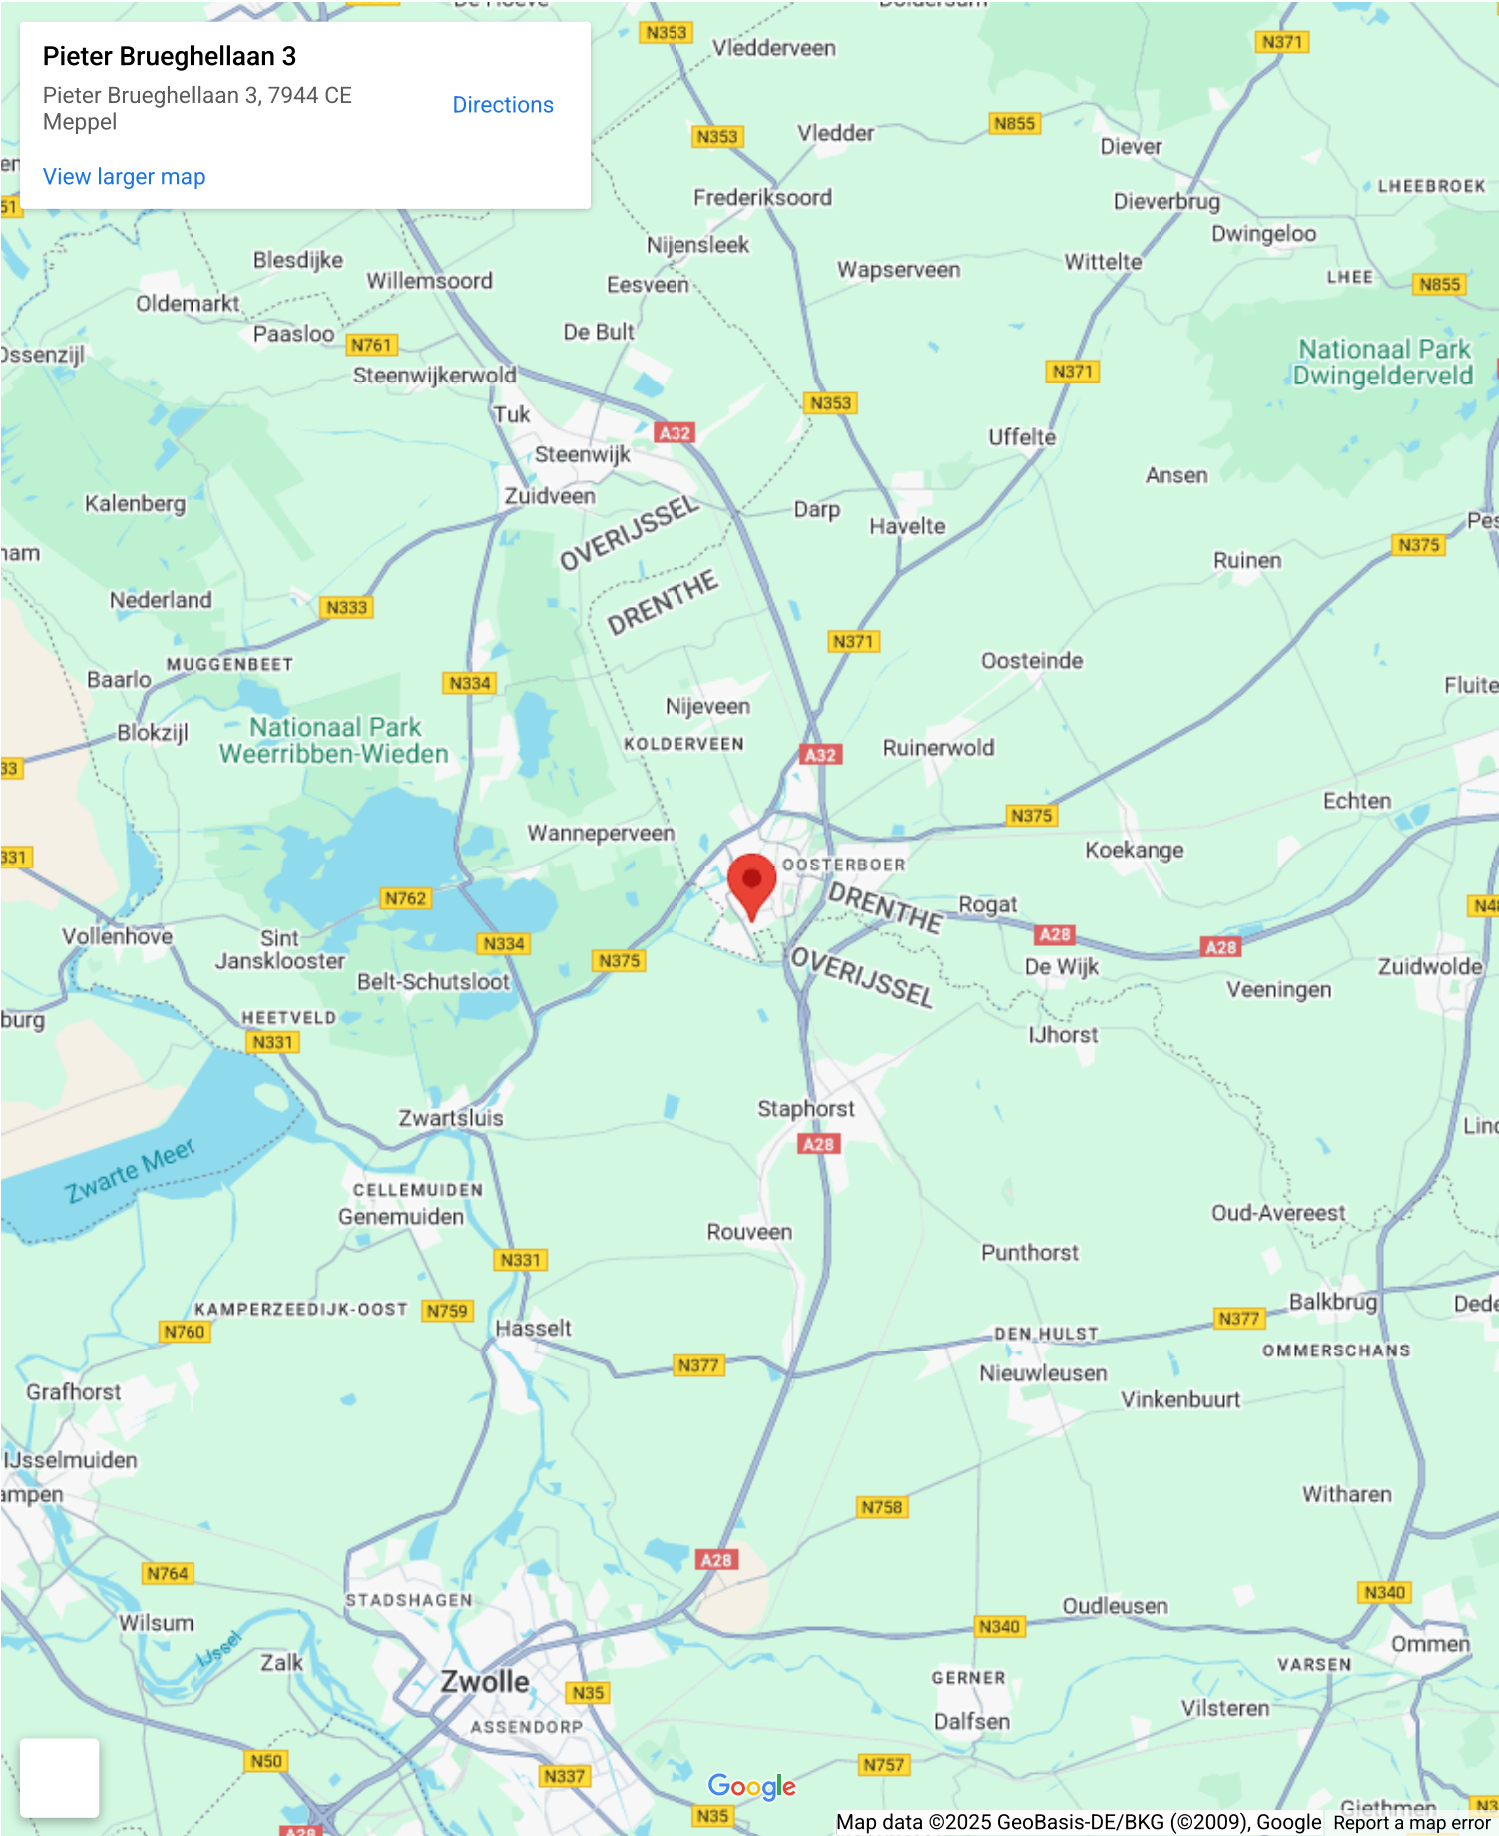 Pieter Brueghellaan 3
Pieter Brueghellaan 3, 7944 CE
Meppel
Directions
View larger map
N353
Vledderveen
N371
N353
Vledder
N855
Diever
LHEEBROEK
51
Frederiksoord
Dieverbrug
Dwingeloo
Blesdijke
Nijensleek
Willemsoord
Eesveen
Wapserveen
Wittelte
LHEE
N855
Oldemarkt
Paasloo
N761
De Bult
Ossenzijl
Nationaal Park
Dwingelderveld
Steenwijkerwold
N371
N353
Tuk
A32
Uffelte
Steenwijk
Ansen
Kalenberg
Zuidveen
Darp
Havelte
OVERIJSSEL
DRENTHE
N375
Ruinen
Nederland
N333
N371
MUGGENBEET
Baarlo
N334
Oosteinde
Nijeveen
Blokzijl
Nationaal Park
Weerribben-Wieden
KOLDERVEEN
Ruinerwold
A32
33
Echten
N375
Wanneperveen
Koekange
331
OOSTERBOER
DRENTHE
N762
Rogat
Vollenhove
Sint
Jansklooster
N334
A28
A28
N375
OVERIJSSEL
De Wijk
Zuidwolde
Belt-Schutsloot
Veeningen
HEETVELD
burg
N331
IJhorst
Zwartsluis
Staphorst
A28
Zwarte Meer
CELLEMUIDEN
Genemuiden
Oud-Avereest
Rouveen
Punthorst
N331
KAMPERZEEDIJK-OOST
N759
Balkbrug
N760
Hasselt
N377
DEN HULST
OMMERSCHANS
N377
Nieuwleusen
Grafhorst
Vinkenbuurt
IJsselmuiden
Witharen
N758
A28
N764
N340
STADSHAGEN
Oudleusen
Wilsum
N340
IJssel
Ommen
Zalk
VARSEN
Zwolle
GERNER
N35
Vilsteren
ASSENDORP
Dalfsen
N50
N757
N337
Google
N35
Giethmen
A28
Map data ©2025 GeoBasis-DE/BKG (©2009), Google
Report a map error